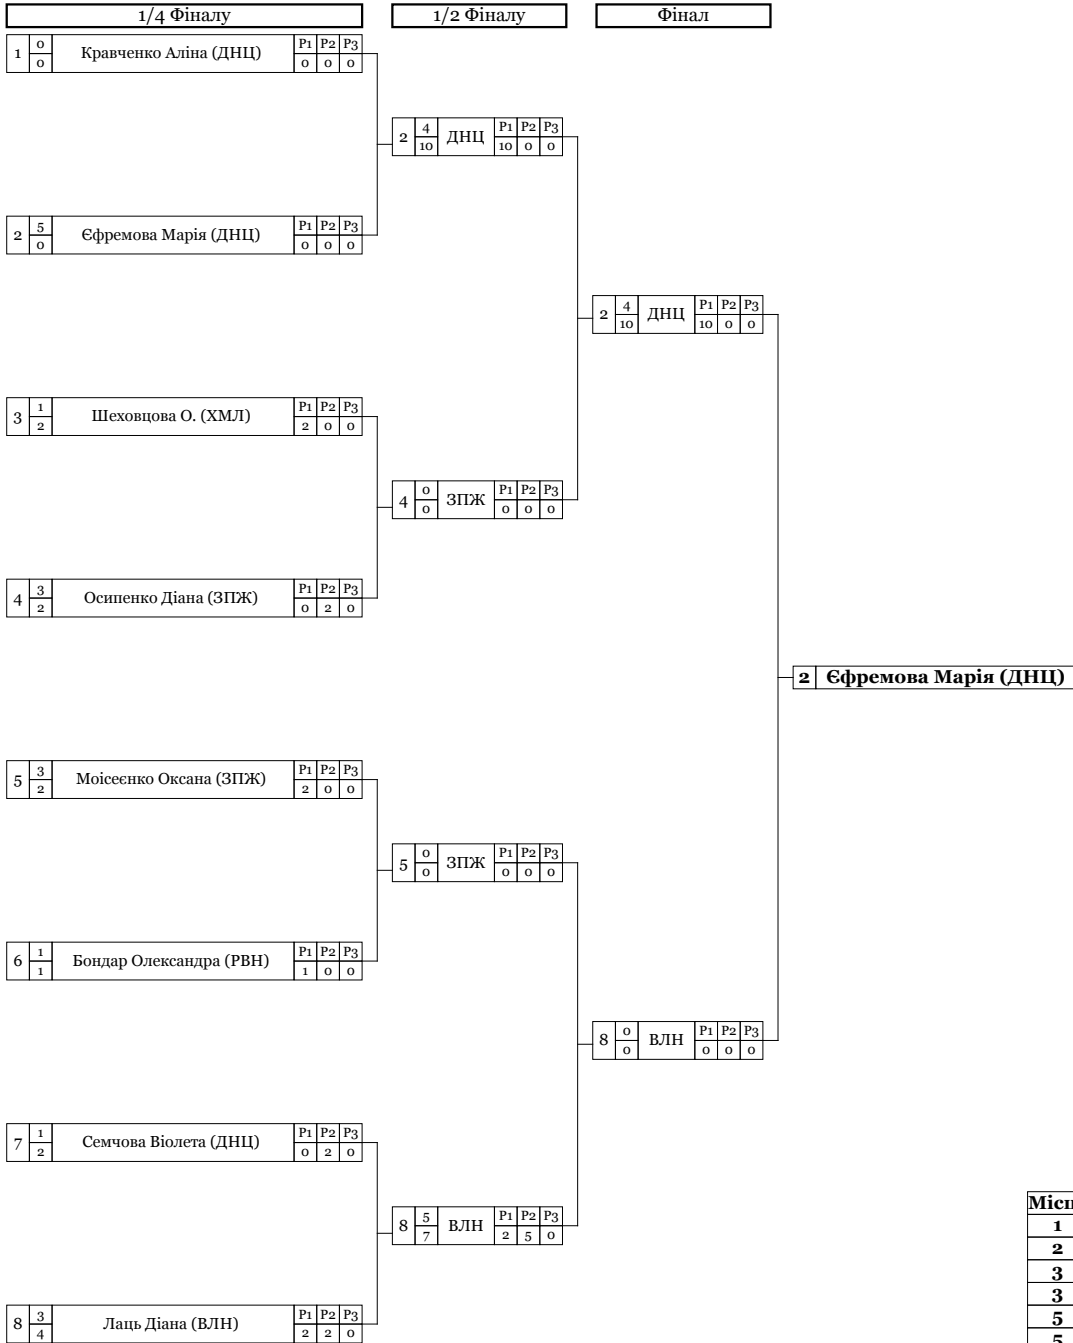 1/4 Фіналу 1/2 Фіналу Фінал
1 0 0 Кравченко Аліна (ДНЦ) P1 P2 P3 0 0 0
2 4 10 ДНЦ P1 P2 P3 10 0 0
2 5 0 Єфремова Марія (ДНЦ) P1 P2 P3 0 0 0
2 4 10 ДНЦ P1 P2 P3 10 0 0
3 1 2 Шеховцова О. (ХМЛ) P1 P2 P3 2 0 0
4 0 0 ЗПЖ P1 P2 P3 0 0 0
4 3 2 Осипенко Діана (ЗПЖ) P1 P2 P3 0 2 0
2 Єфремова Марія (ДНЦ)
5 3 2 Моісеєнко Оксана (ЗПЖ) P1 P2 P3 2 0 0
5 0 0 ЗПЖ P1 P2 P3 0 0 0
6 1 1 Бондар Олександра (РВН) P1 P2 P3 1 0 0
8 0 0 ВЛН P1 P2 P3 0 0 0
7 1 2 Семчова Віолета (ДНЦ) P1 P2 P3 0 2 0
8 5 7 ВЛН P1 P2 P3 2 5 0
8 3 4 Лаць Діана (ВЛН) P1 P2 P3 2 2 0
1
2
3
3
5
5